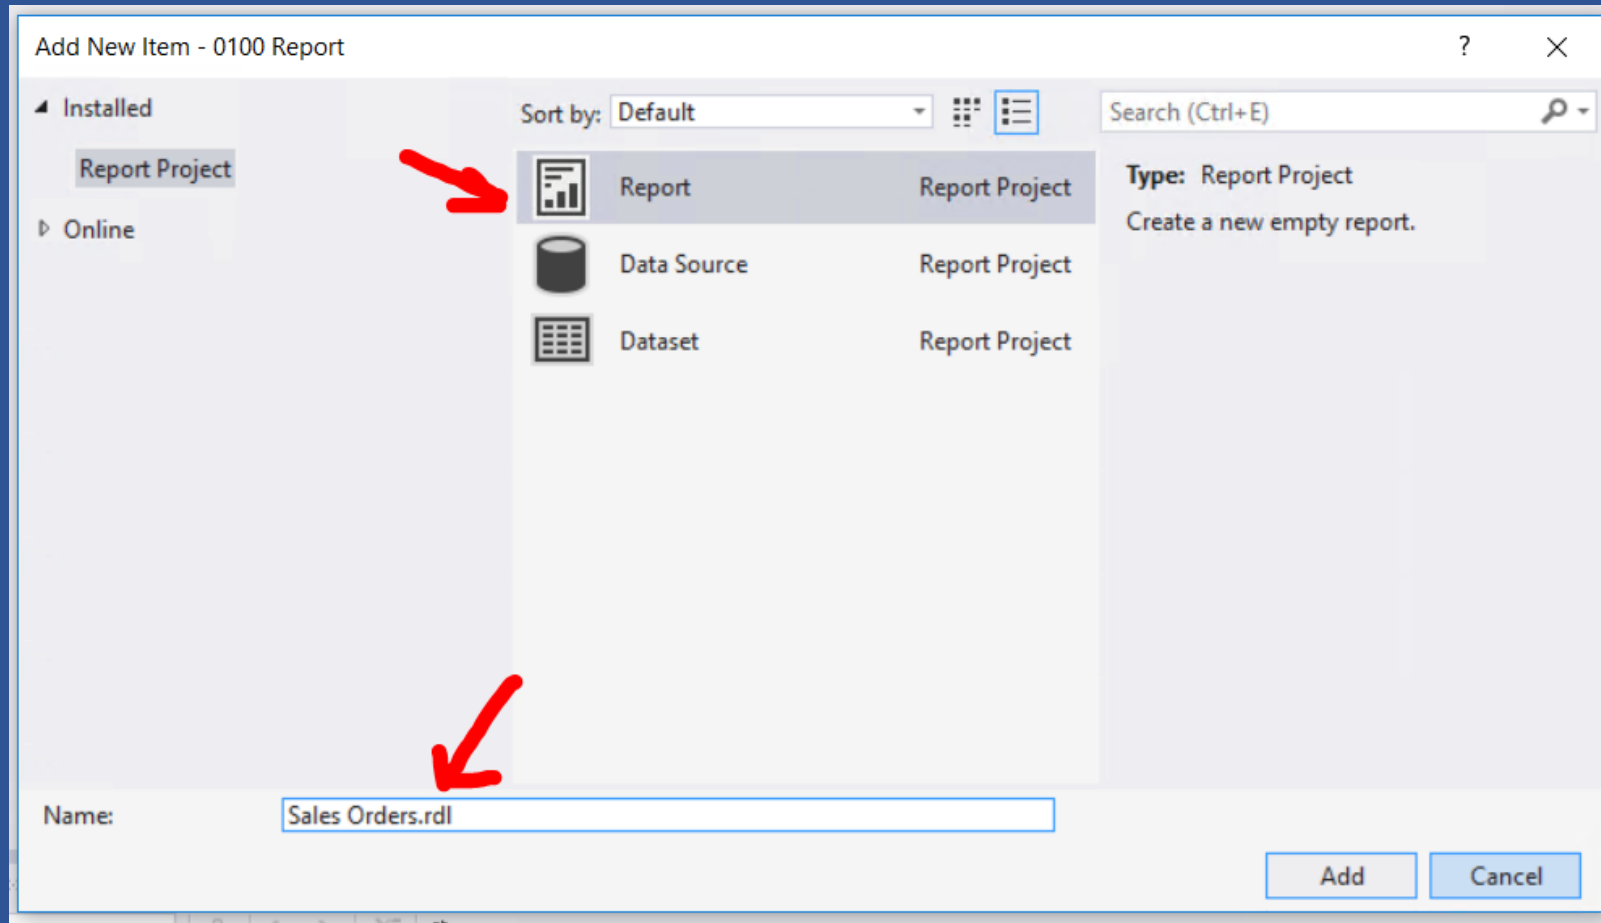 Add New Item - 0100 Report
?
Installed
Report Project
Online
Sort by: Default
Search (Ctrl+E)
Report Report Project
Data Source Report Project
Dataset Report Project
Type: Report Project
Create a new empty report.
Name: Sales Orders.rdl
Add Cancel